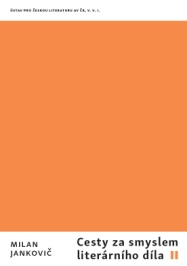 ÚSTAV PRO ČESKOU LITERATURU AV ČR, V. V. I.
MILAN
JANKOVIČ
Cesty za smyslem
literárního díla II